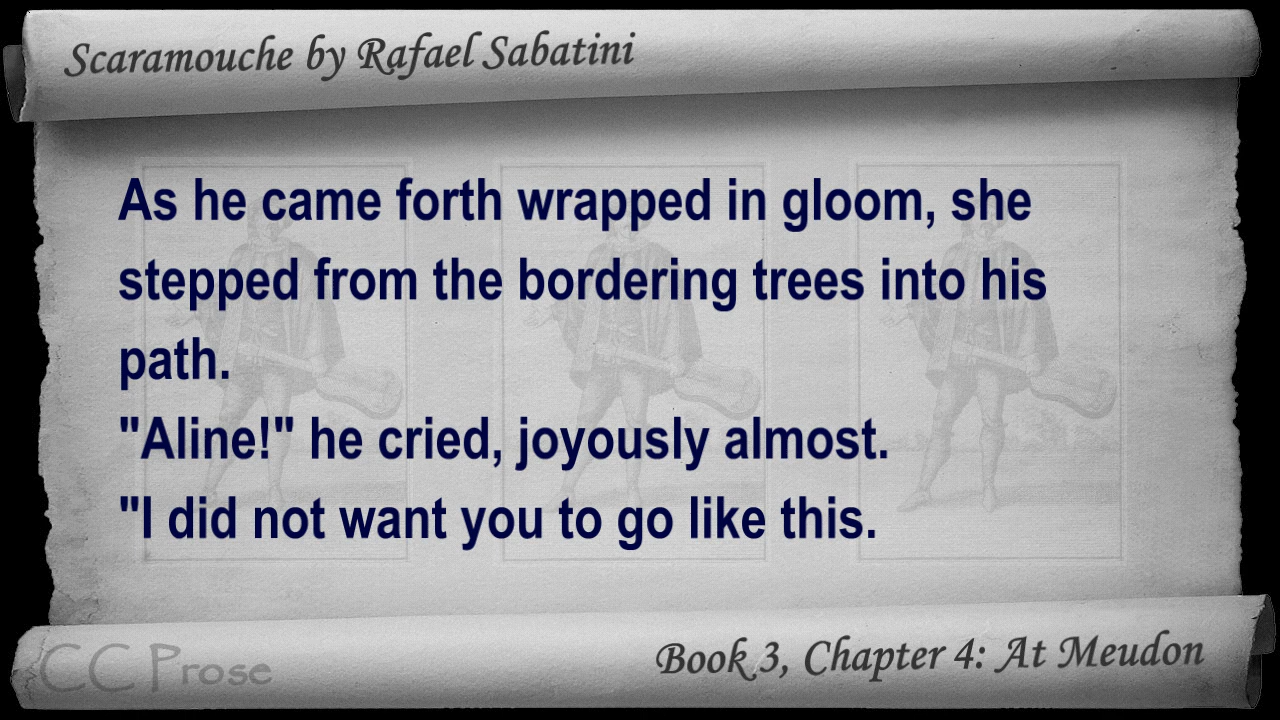 Scaramouche by Rafael Sabatini
As he came forth wrapped in gloom, she
stepped from the bordering trees into his
path.
"Aline!" he cried, joyously almost.
"I did not want you to go like this.
CC Prose
Book 3, Chapter 4: At Meudon